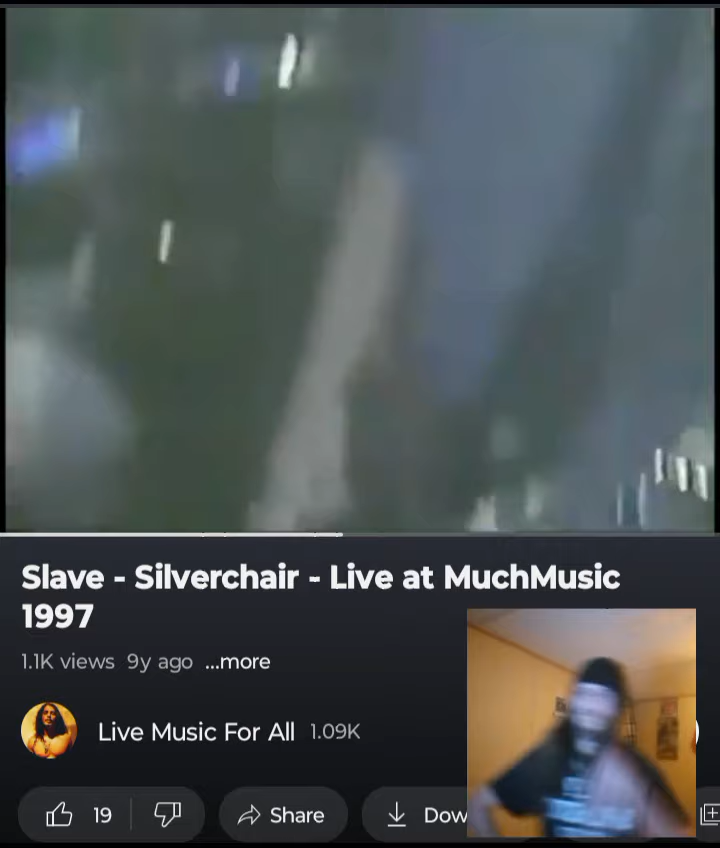 Slave - Silverchair - Live at MuchMusic
1997
1.1K views 9y ago ...more
Live Music For All 1.09K
19 Share Dow